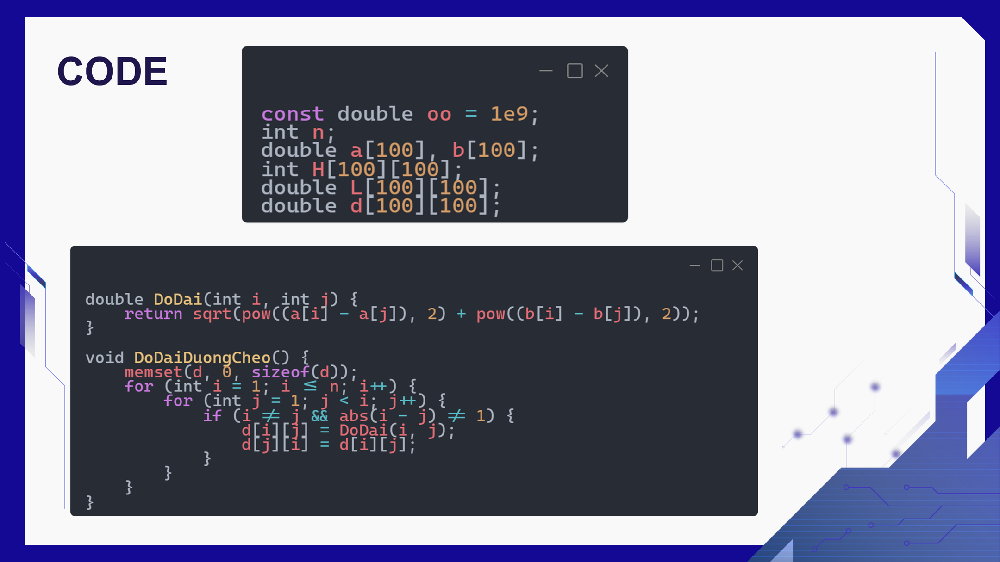 CODE
const double oo = 1e9;
int n;
double a[100], b[100];
int H[100][100];
double L[100][100];
double d[100][100];
double DoDai(int i, int j) {
    return sqrt(pow((a[i] − a[j]), 2) + pow((b[i] − b[j]), 2));
}
void DoDaiDuongCheo() {
    memset(d, 0, sizeof(d));
    for (int i = 1; i ≤ n; i++) {
        for (int j = 1; j < i; j++) {
            if (i ≠ j && abs(i − j) ≠ 1) {
                d[i][j] = DoDai(i, j);
                d[j][i] = d[i][j];
            }
        }
    }
}